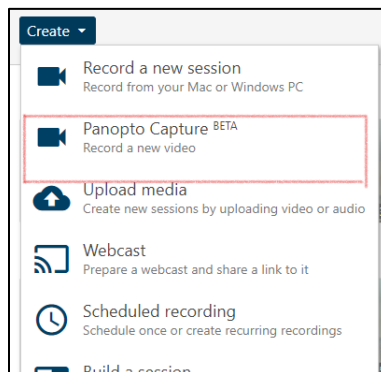 Create
Record a new session
Record from your Mac or Windows PC
Panopto Capture BETA
Record a new video
Upload media
Create new sessions by uploading video or audio
Webcast
Prepare a webcast and share a link to it
Scheduled recording
Schedule once or create recurring recordings
Build a session